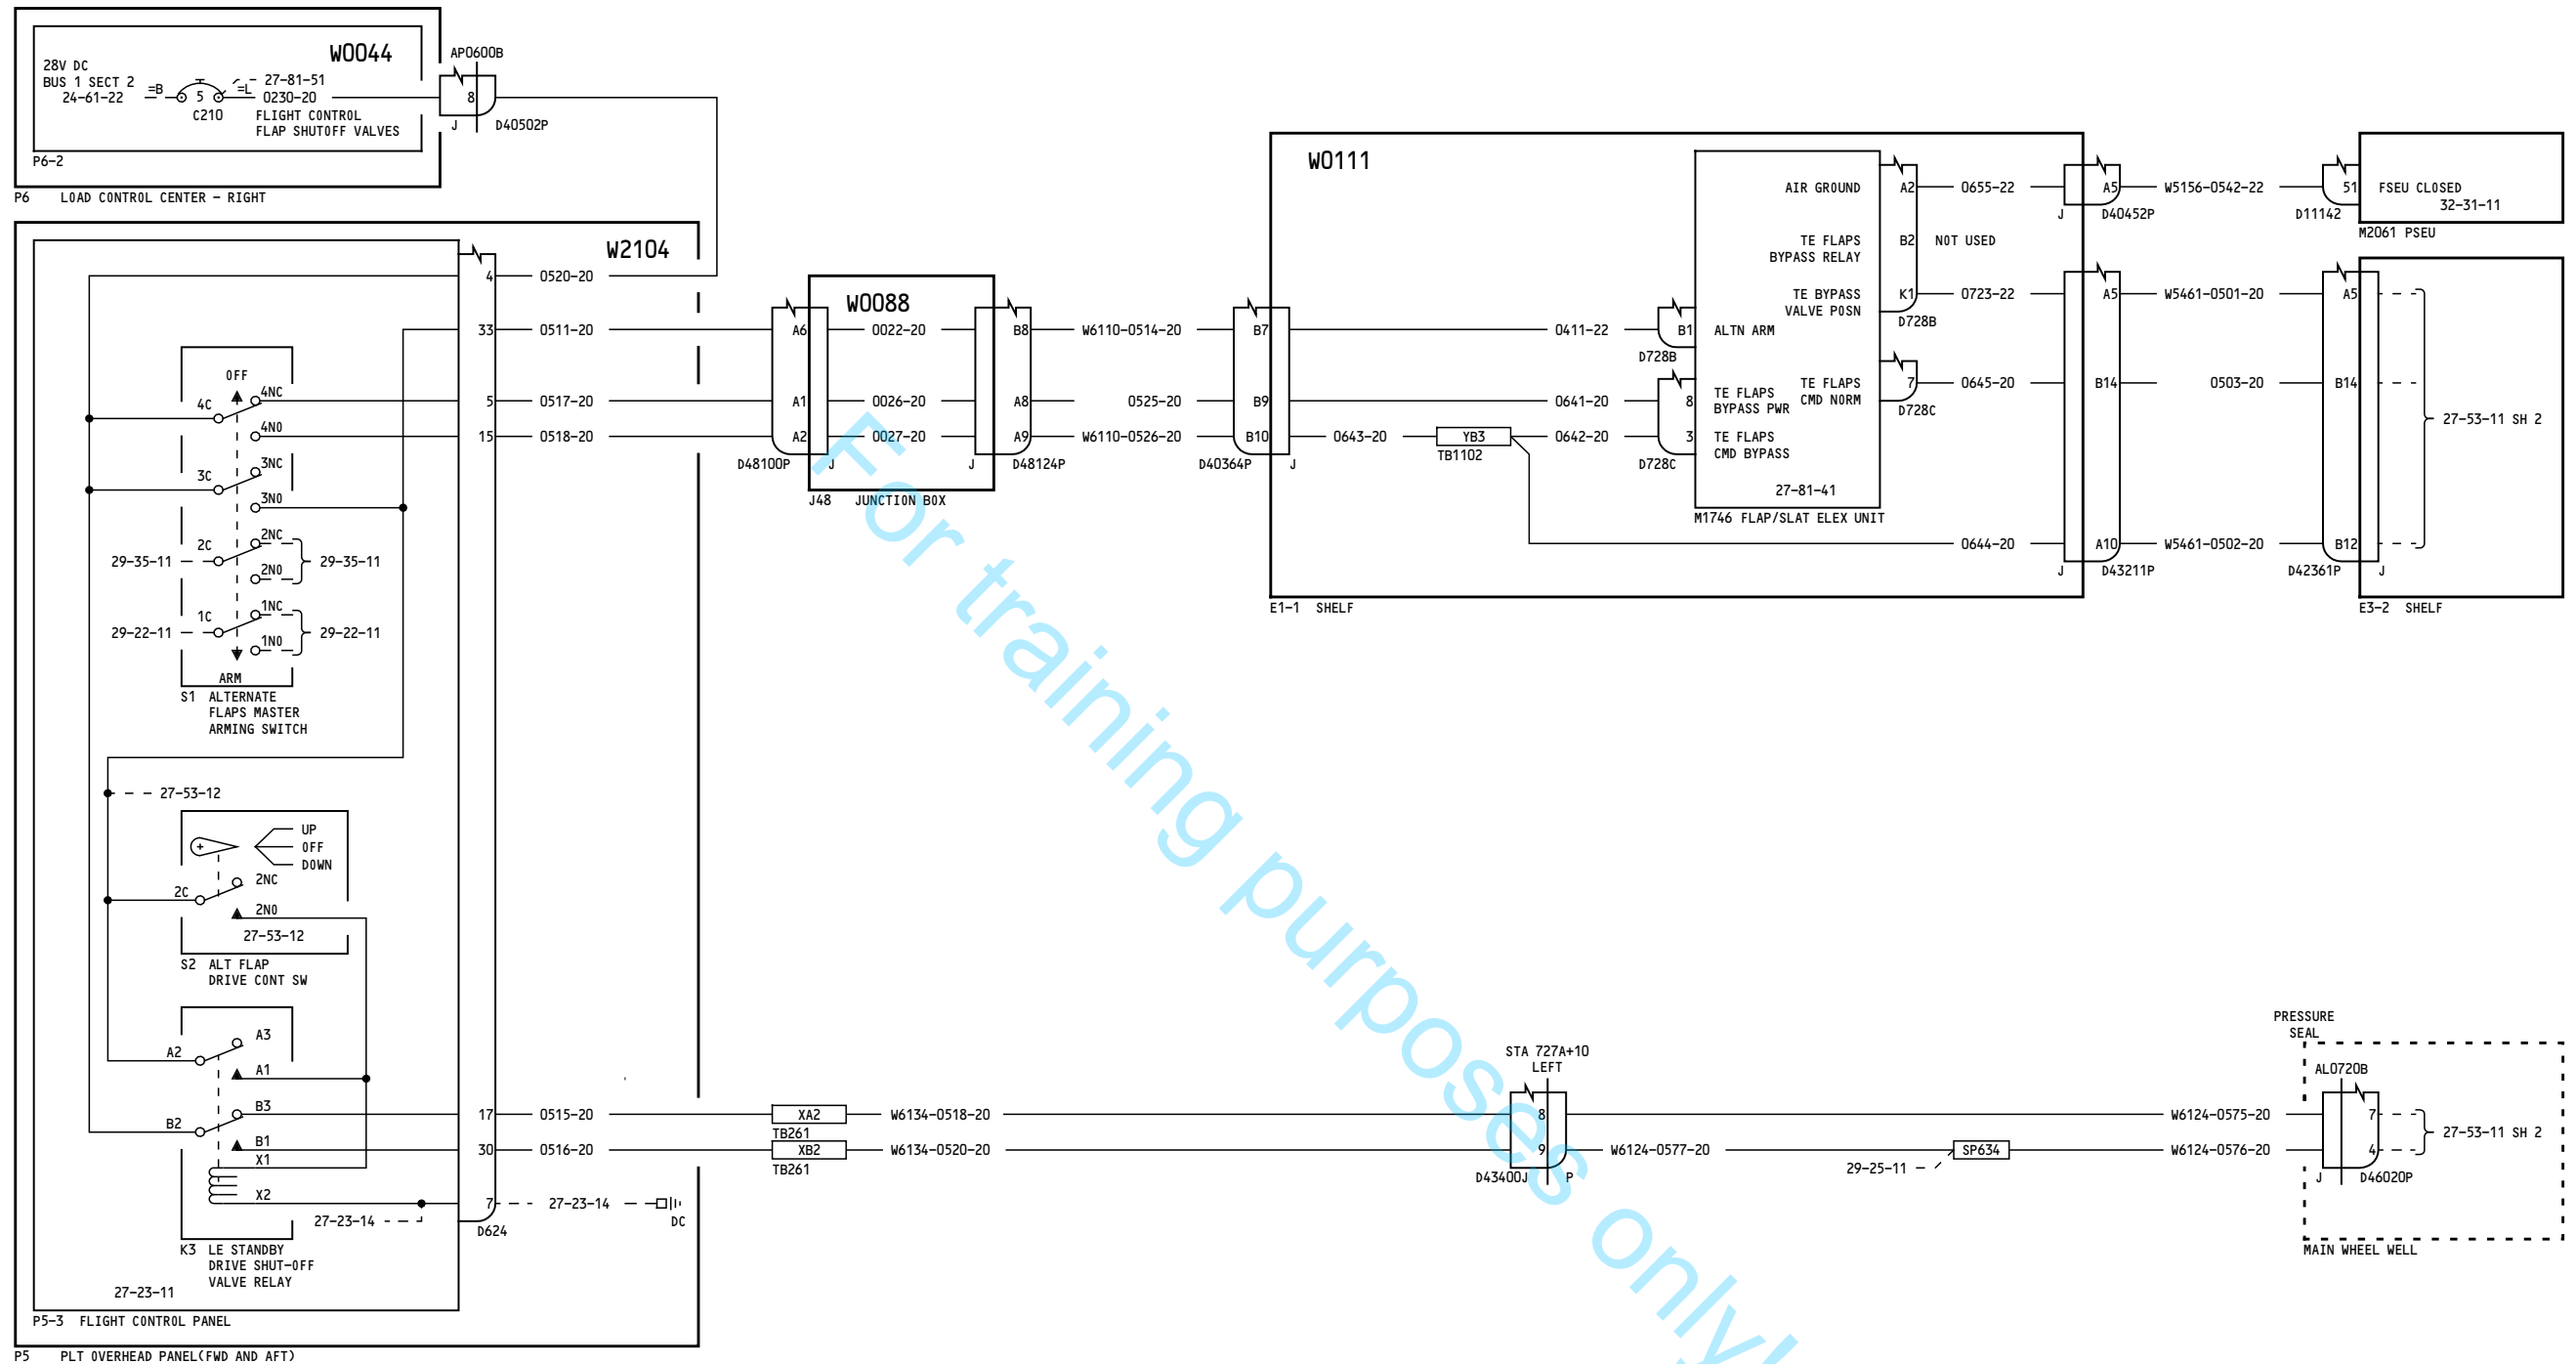 W0044
28V DC
BUS 1 SECT 2
24-61-22
=B
5
=L
27-81-51
0230-20
C210
FLIGHT CONTROL
FLAP SHUTOFF VALVES
P6-2
P6 LOAD CONTROL CENTER - RIGHT
AP0600B
8
J
D40502P
W2104
4
0520-20
33
0511-20
5
0517-20
15
0518-20
OFF
4C
4NC
4NO
3C
3NC
3NO
29-35-11
2C
2NC
2NO
29-35-11
29-22-11
1C
1NC
1NO
29-22-11
ARM
S1 ALTERNATE
FLAPS MASTER
ARMING SWITCH
27-53-12
UP
OFF
DOWN
2C
2NC
2NO
27-53-12
S2 ALT FLAP
DRIVE CONT SW
A3
A2
A1
B3
B2
B1
X1
X2
17
0515-20
30
0516-20
7
27-23-14
DC
27-23-14
D624
K3 LE STANDBY
DRIVE SHUT-OFF
VALVE RELAY
27-23-11
P5-3 FLIGHT CONTROL PANEL
P5 PLT OVERHEAD PANEL(FWD AND AFT)
W0088
A6
0022-20
B8
W6110-0514-20
B7
A1
0026-20
A8
0525-20
B9
A2
0027-20
A9
W6110-0526-20
B10
D48100P
J
J
D48124P
D40364P
J
J48 JUNCTION BOX
W0111
0411-22
B1
ALTN ARM
D728B
0641-20
8
TE FLAPS
BYPASS PWR
0643-20
YB3
TB1102
0642-20
3
TE FLAPS
CMD BYPASS
D728C
AIR GROUND
A2
0655-22
TE FLAPS
BYPASS RELAY
B2
NOT USED
TE BYPASS
VALVE POSN
K1
0723-22
D728B
TE FLAPS
CMD NORM
7
0645-20
D728C
27-81-41
M1746 FLAP/SLAT ELEX UNIT
0644-20
E1-1 SHELF
A5
J
D40452P
W5156-0542-22
51
D11142
FSEU CLOSED
32-31-11
M2061 PSEU
A5
W5461-0501-20
A5
B14
0503-20
B14
27-53-11 SH 2
A10
W5461-0502-20
B12
J
D43211P
D42361P
J
E3-2 SHELF
XA2
TB261
W6134-0518-20
XB2
TB261
W6134-0520-20
STA 727A+10
LEFT
8
9
D43400J
P
W6124-0577-20
29-25-11
SP634
W6124-0575-20
W6124-0576-20
PRESSURE
SEAL
AL0720B
7
4
27-53-11 SH 2
J
D46020P
MAIN WHEEL WELL
For training purposes only!